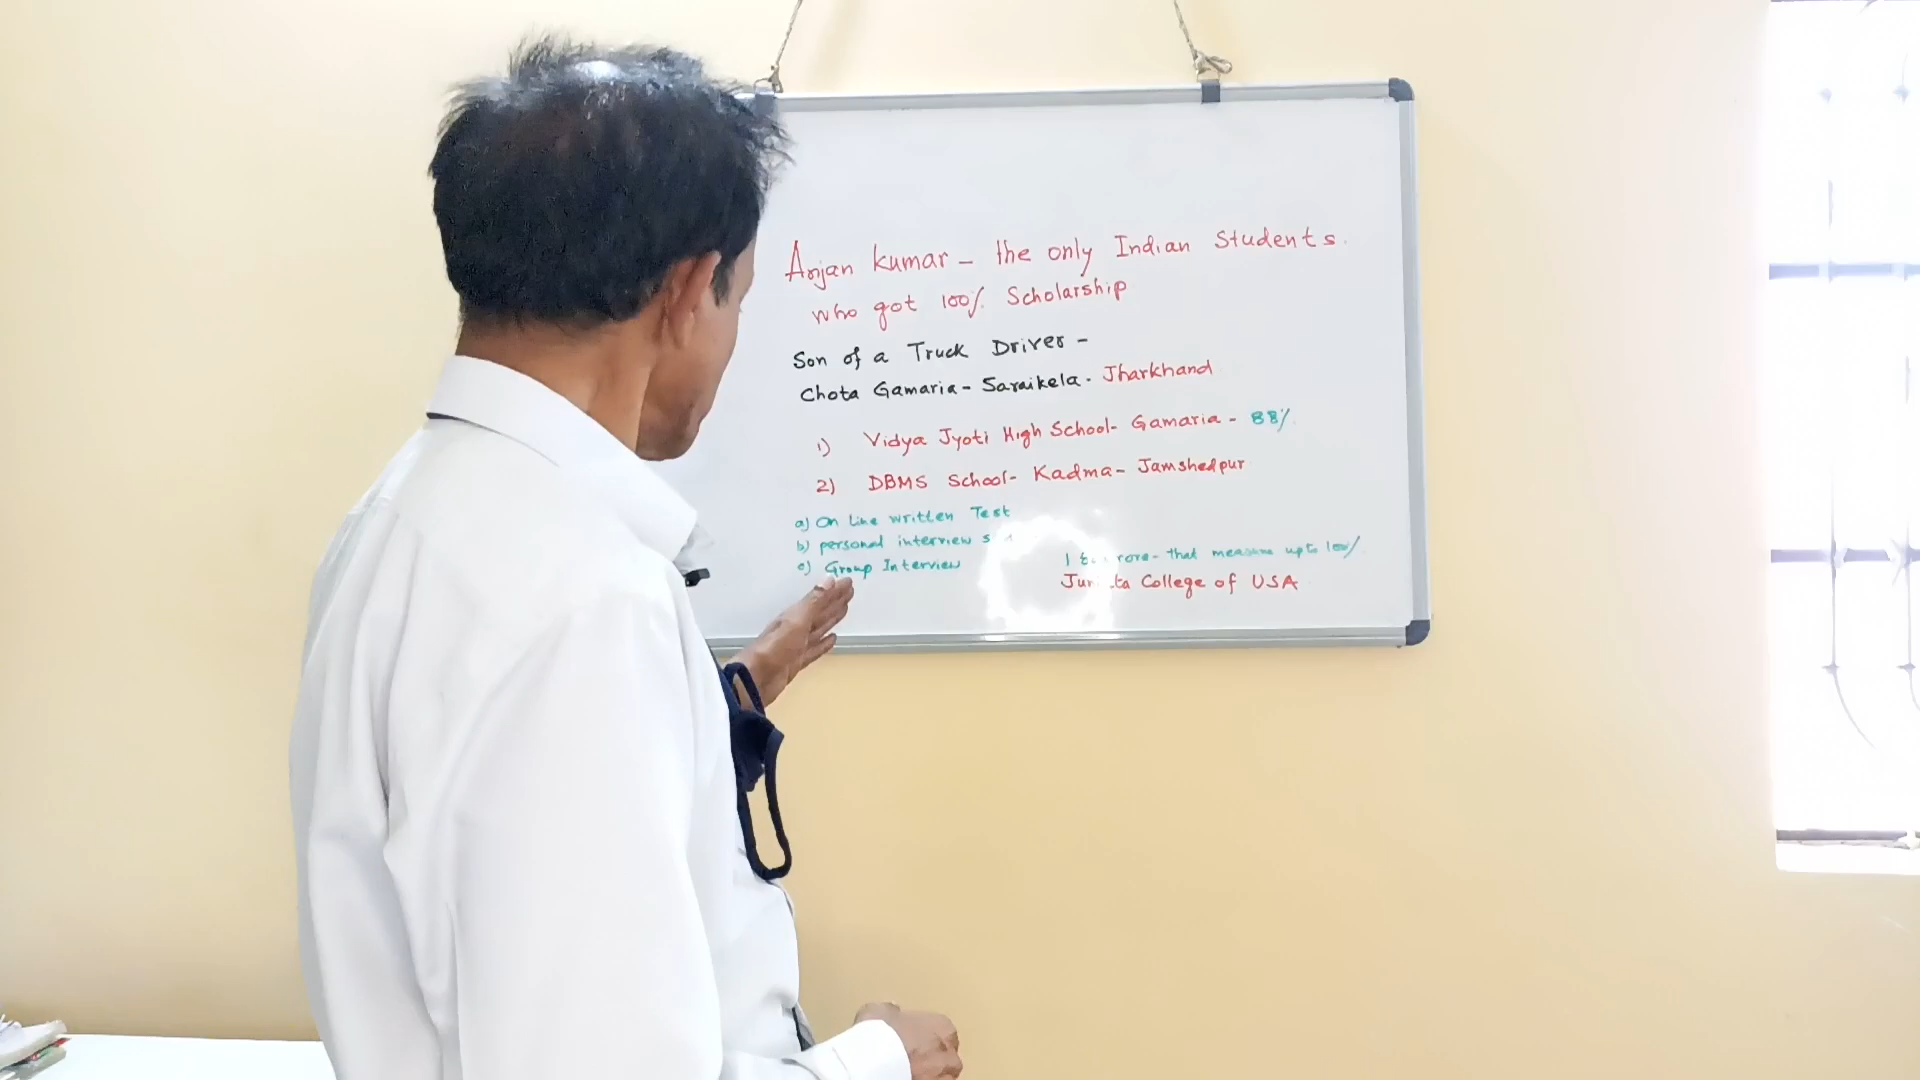 Arjan Kumar - the only Indian Students.
who got 100% Scholarship
Son of a Truck Driver -
Chota Gamaria - Saraikela - Jharkhand
1) Vidya Jyoti High School - Gamaria - 88%
2) DBMS School - Kadma - Jamshedpur
a) On Line written Test
b) personal interview
c) Group Interview
1 that measure upto 100%.
College of USA